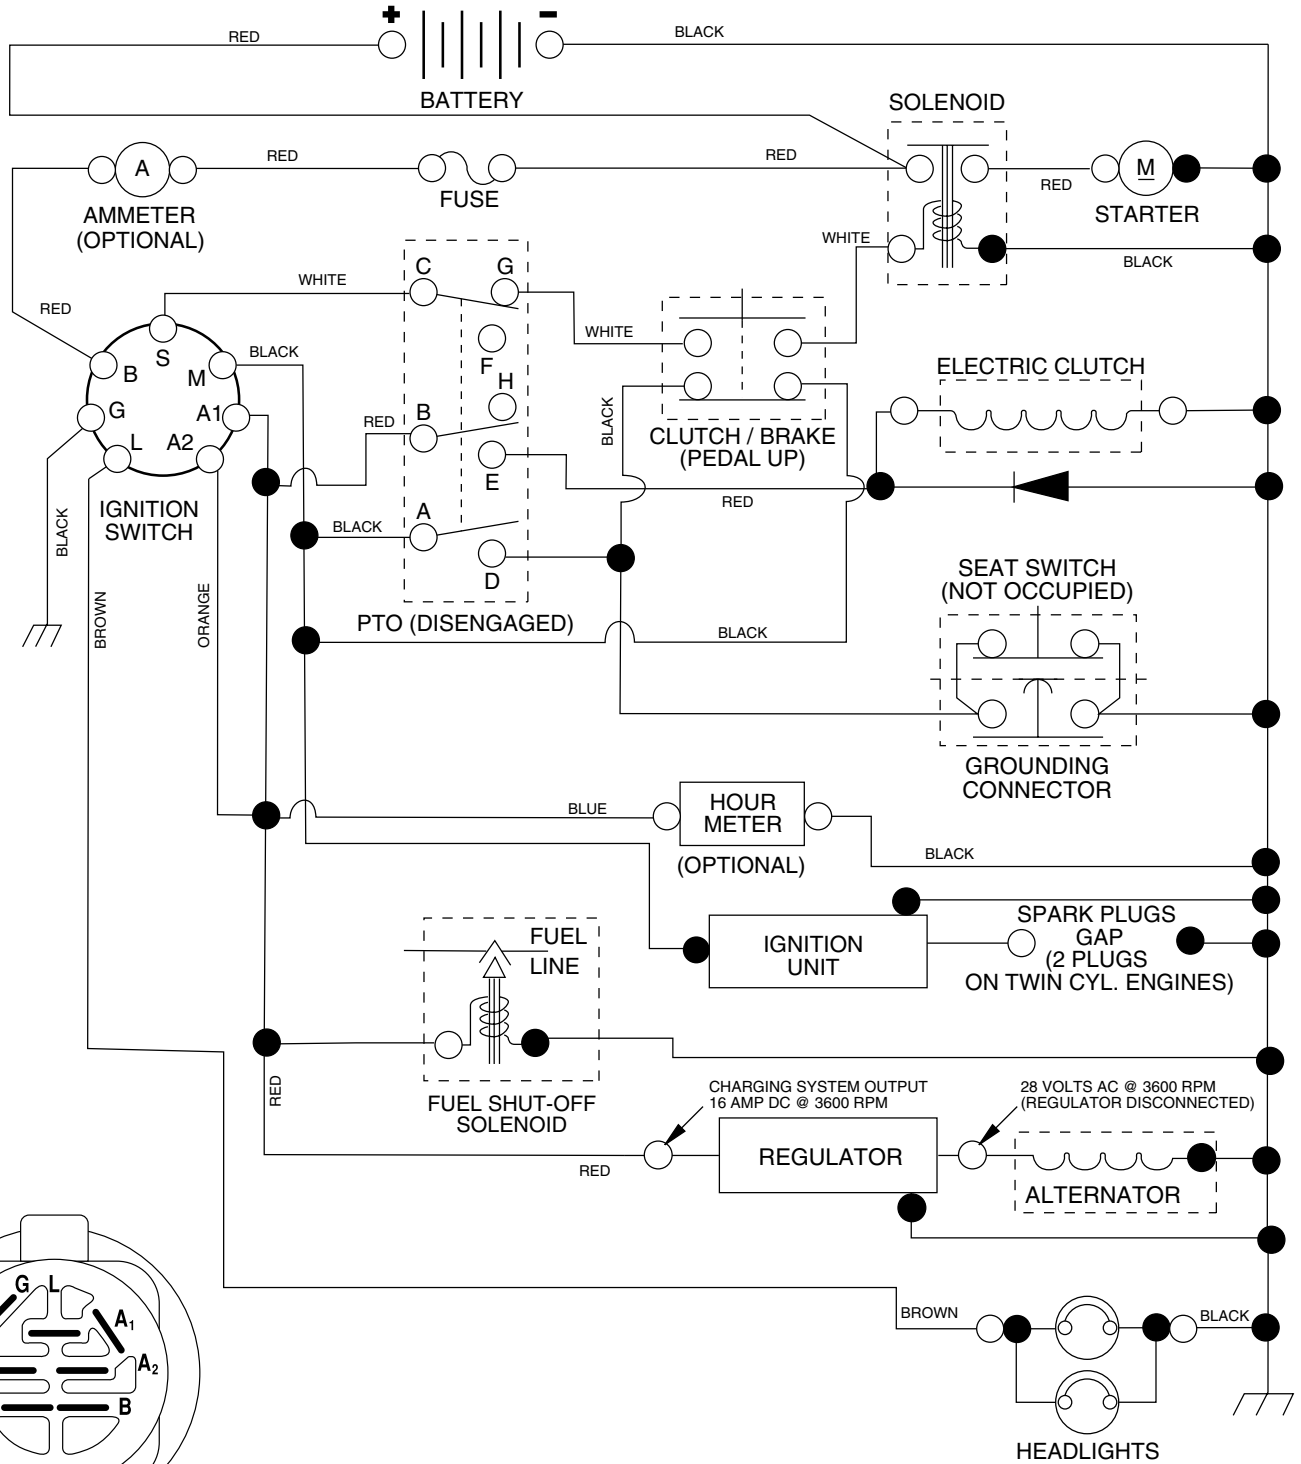 +
−
RED
BLACK
BATTERY
SOLENOID
A
RED
RED
M
RED
FUSE
AMMETER
(OPTIONAL)
STARTER
WHITE
BLACK
C
G
WHITE
RED
WHITE
F
S
BLACK
B
M
H
ELECTRIC CLUTCH
G
A1
B
RED
BLACK
CLUTCH / BRAKE
(PEDAL UP)
L
A2
E
RED
IGNITION
SWITCH
A
BLACK
BLACK
D
SEAT SWITCH
(NOT OCCUPIED)
BROWN
ORANGE
PTO (DISENGAGED)
BLACK
GROUNDING
CONNECTOR
HOUR
METER
BLUE
(OPTIONAL)
BLACK
FUEL
LINE
IGNITION
UNIT
SPARK PLUGS
GAP
(2 PLUGS
ON TWIN CYL. ENGINES)
RED
FUEL SHUT-OFF
SOLENOID
CHARGING SYSTEM OUTPUT
16 AMP DC @ 3600 RPM
28 VOLTS AC @ 3600 RPM
(REGULATOR DISCONNECTED)
RED
REGULATOR
ALTERNATOR
G L
A1
A2
B
BROWN
BLACK
HEADLIGHTS